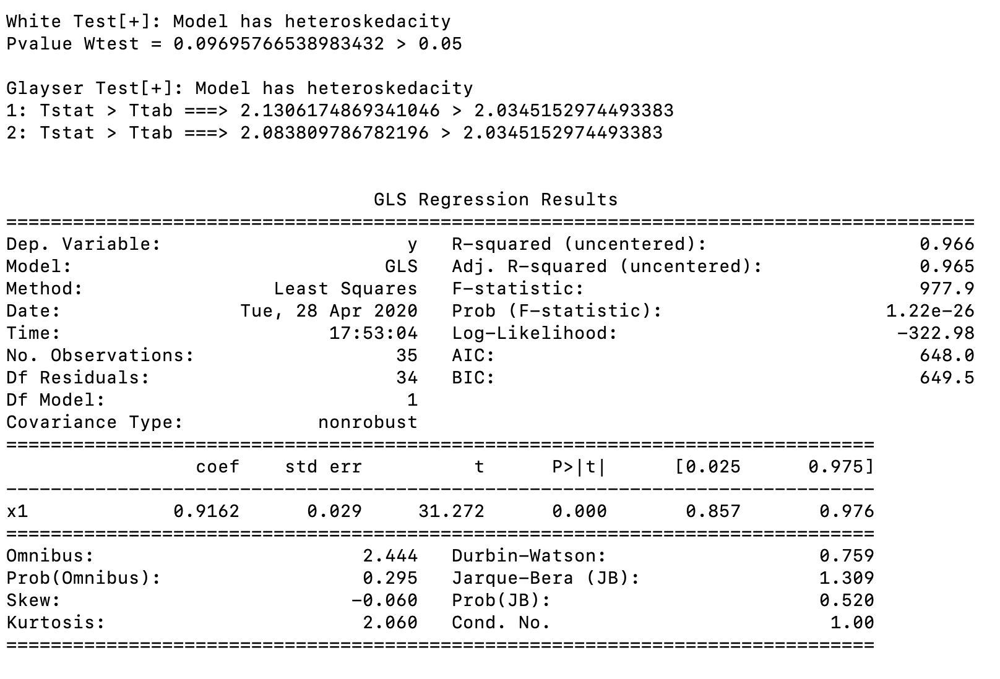 White Test[+]: Model has heteroskedacity
Pvalue Wtest = 0.09695766538983432 > 0.05
Glayser Test[+]: Model has heteroskedacity
1: Tstat > Ttab ===> 2.1306174869341046 > 2.0345152974493383
2: Tstat > Ttab ===> 2.083809786782196 > 2.0345152974493383
GLS Regression Results
=======================================================================================
Dep. Variable:                      y   R-squared (uncentered):                   0.966
Model:                            GLS   Adj. R-squared (uncentered):              0.965
Method:                 Least Squares   F-statistic:                              977.9
Date:                Tue, 28 Apr 2020   Prob (F-statistic):                    1.22e-26
Time:                        17:53:04   Log-Likelihood:                         -322.98
No. Observations:                  35   AIC:                                      648.0
Df Residuals:                      34   BIC:                                      649.5
Df Model:                           1
Covariance Type:            nonrobust
==============================================================================
                 coef    std err          t      P>|t|      [0.025      0.975]
------------------------------------------------------------------------------
x1             0.9162      0.029     31.272      0.000       0.857       0.976
==============================================================================
Omnibus:                        2.444   Durbin-Watson:                   0.759
Prob(Omnibus):                  0.295   Jarque-Bera (JB):                1.309
Skew:                          -0.060   Prob(JB):                        0.520
Kurtosis:                       2.060   Cond. No.                         1.00
==============================================================================